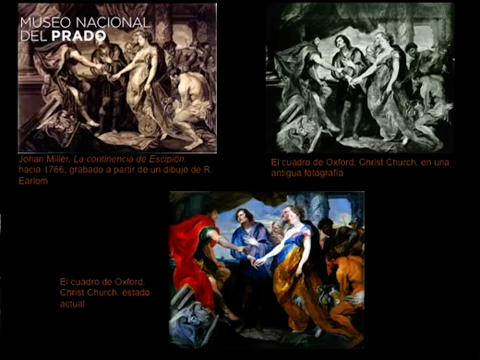 MUSEO NACIONAL
DEL PRADO
Johan Miller, La continencia de Escipión,
hacia 1766, grabado a partir de un dibujo de R.
Earlom
El cuadro de Oxford, Christ Church, en una
antigua fotografía
El cuadro de Oxford,
Christ Church, estado
actual